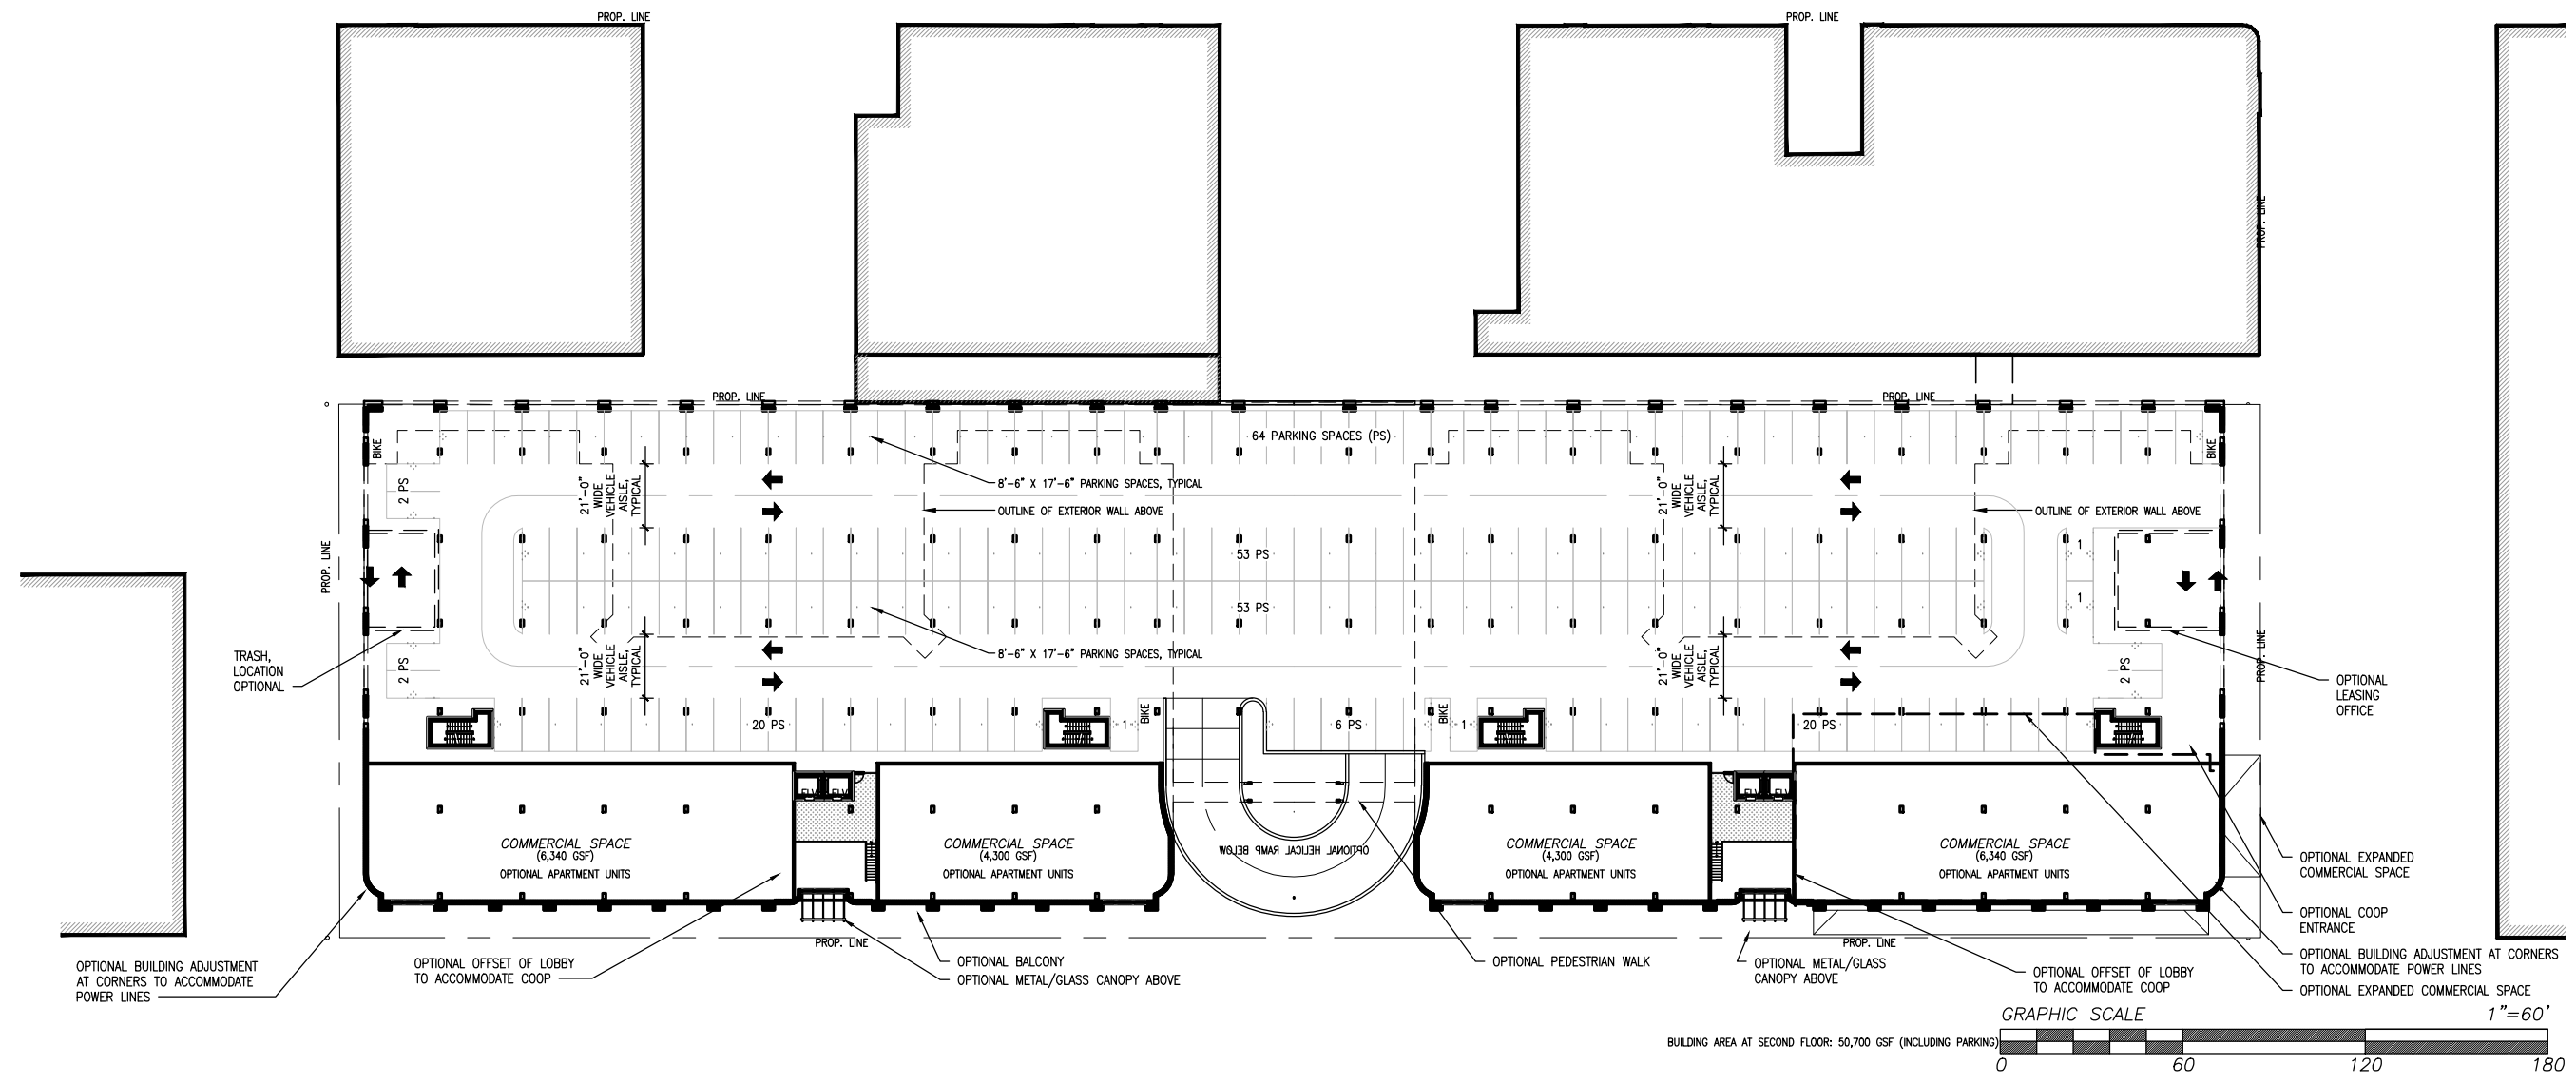 PROP. LINE
PROP. LINE
PROP. LINE
PROP. LINE
PROP. LINE
64 PARKING SPACES (PS)
BIKE
BIKE
2 PS
21'-0"
WIDE
VEHICLE
AISLE,
TYPICAL
8'-6" X 17'-6" PARKING SPACES, TYPICAL
OUTLINE OF EXTERIOR WALL ABOVE
21'-0"
WIDE
VEHICLE
AISLE,
TYPICAL
OUTLINE OF EXTERIOR WALL ABOVE
PROP. LINE
53 PS
1
53 PS
1
TRASH,
LOCATION
OPTIONAL
2 PS
21'-0"
WIDE
VEHICLE
AISLE,
TYPICAL
8'-6" X 17'-6" PARKING SPACES, TYPICAL
21'-0"
WIDE
VEHICLE
AISLE,
TYPICAL
2 PS
PROP. LINE
OPTIONAL
LEASING
OFFICE
20 PS
1
BIKE
6 PS
BIKE
1
20 PS
COMMERCIAL SPACE
(6,340 GSF)
OPTIONAL APARTMENT UNITS
COMMERCIAL SPACE
(4,300 GSF)
OPTIONAL APARTMENT UNITS
OPTIONAL HELICAL RAMP BELOW
COMMERCIAL SPACE
(4,300 GSF)
OPTIONAL APARTMENT UNITS
COMMERCIAL SPACE
(6,340 GSF)
OPTIONAL APARTMENT UNITS
OPTIONAL EXPANDED
COMMERCIAL SPACE
OPTIONAL COOP
ENTRANCE
PROP. LINE
PROP. LINE
OPTIONAL BUILDING ADJUSTMENT
AT CORNERS TO ACCOMMODATE
POWER LINES
OPTIONAL OFFSET OF LOBBY
TO ACCOMMODATE COOP
OPTIONAL BALCONY
OPTIONAL METAL/GLASS CANOPY ABOVE
OPTIONAL PEDESTRIAN WALK
OPTIONAL METAL/GLASS
CANOPY ABOVE
OPTIONAL OFFSET OF LOBBY
TO ACCOMMODATE COOP
OPTIONAL BUILDING ADJUSTMENT AT CORNERS
TO ACCOMMODATE POWER LINES
OPTIONAL EXPANDED COMMERCIAL SPACE
GRAPHIC SCALE 1"=60'
BUILDING AREA AT SECOND FLOOR: 50,700 GSF (INCLUDING PARKING)
0 60 120 180